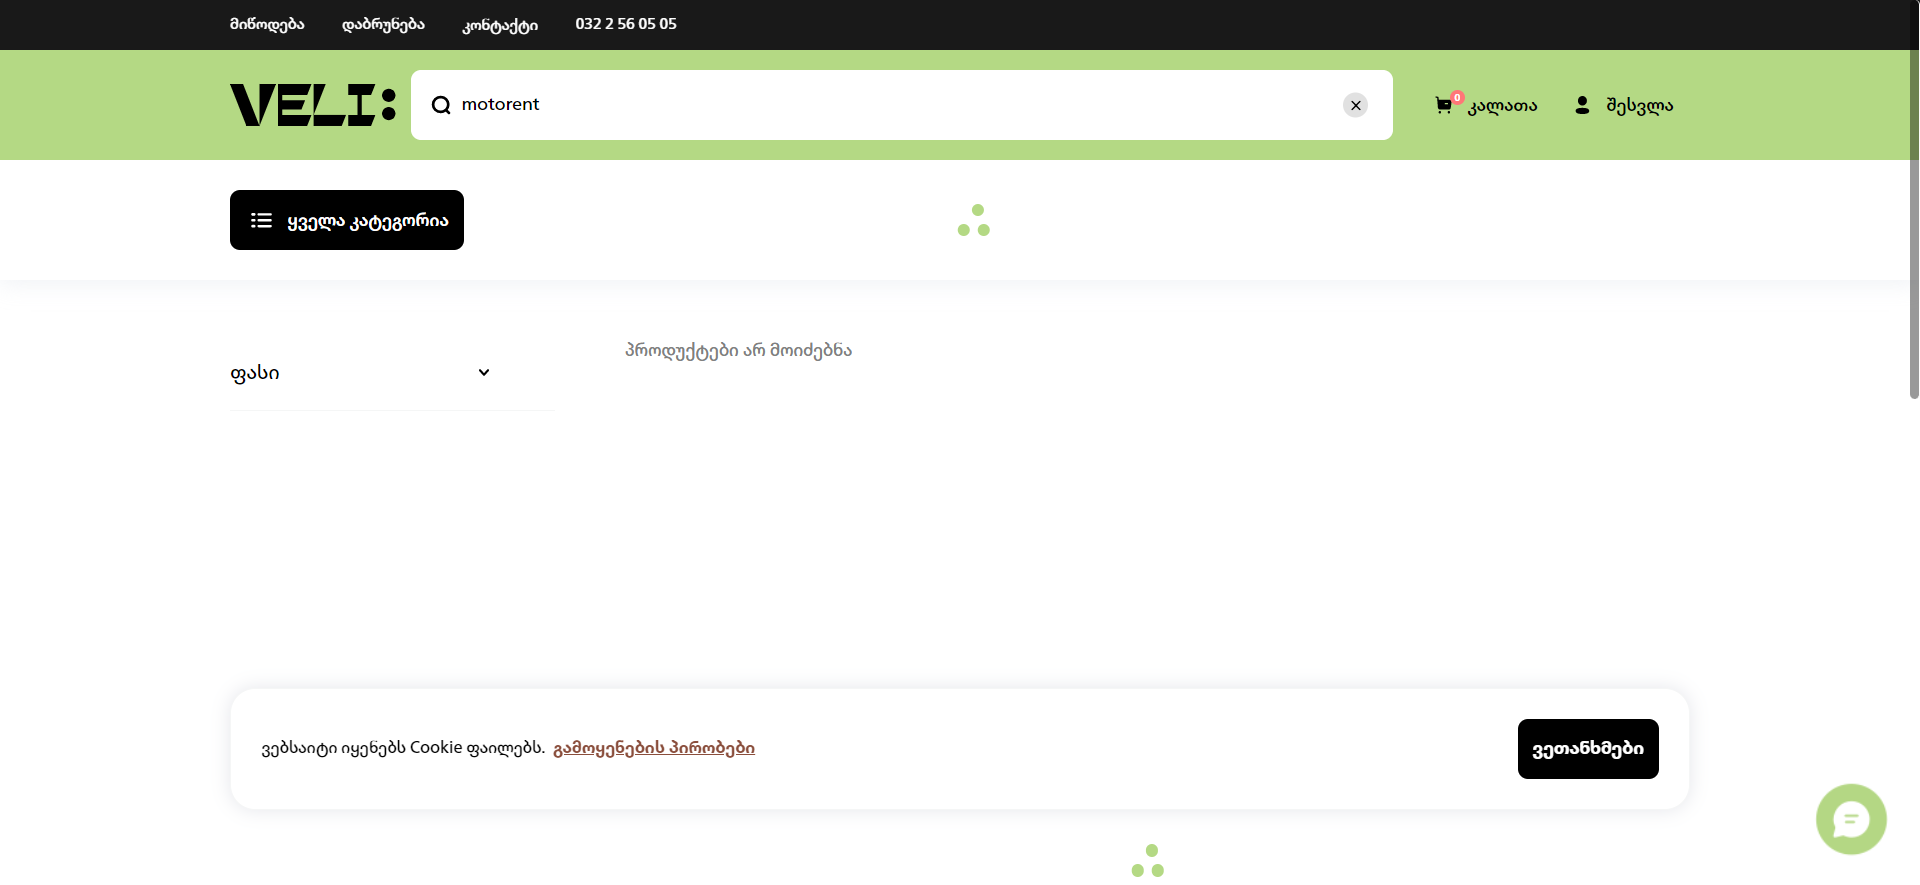 მიწოდება დაბრუნება კონტაქტი 032 2 56 05 05
VELI: motorent 0 კალათა შესვლა
ყველა კატეგორია
პროდუქტები არ მოიძებნა
ფასი
ვებსაიტი იყენებს Cookie ფაილებს. გამოყენების პირობები ვეთანხმები